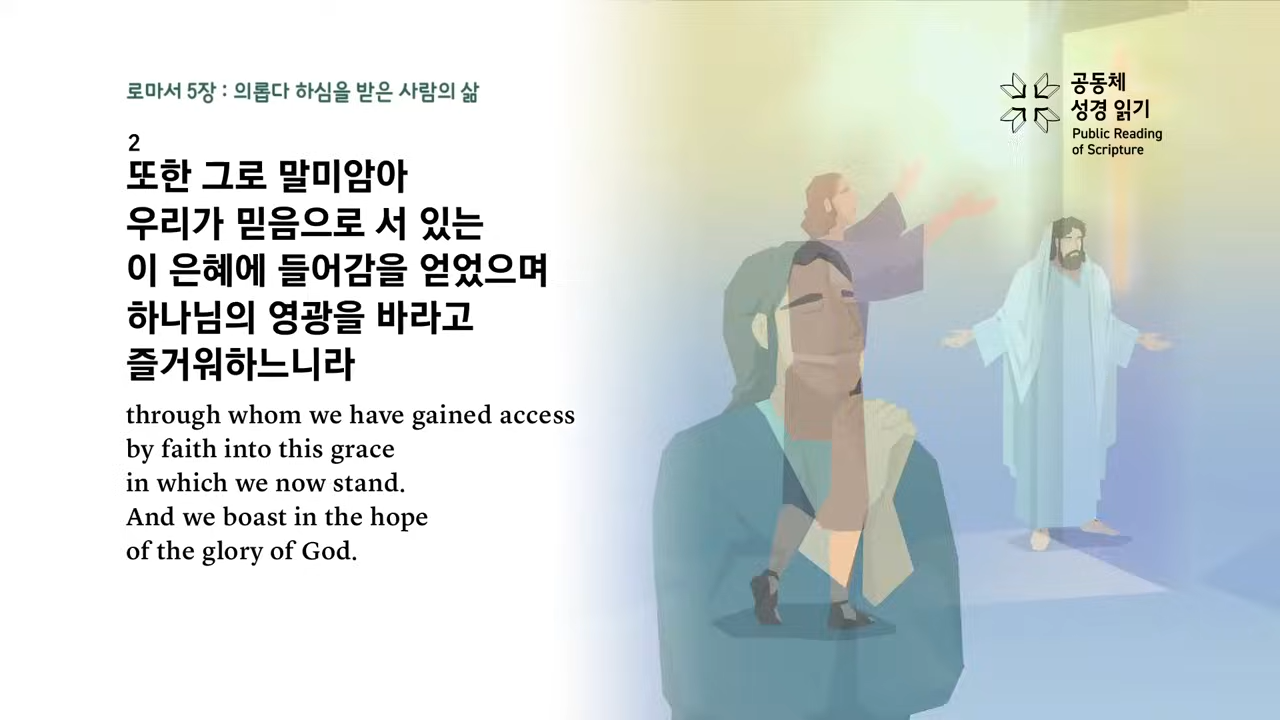 로마서 5장 : 의롭다 하심을 받은 사람의 삶
2
또한 그로 말미암아
우리가 믿음으로 서 있는
이 은혜에 들어감을 얻었으며
하나님의 영광을 바라고
즐거워하느니라
through whom we have gained access
by faith into this grace
in which we now stand.
And we boast in the hope
of the glory of God.
공동체
성경 읽기
Public Reading
of Scripture